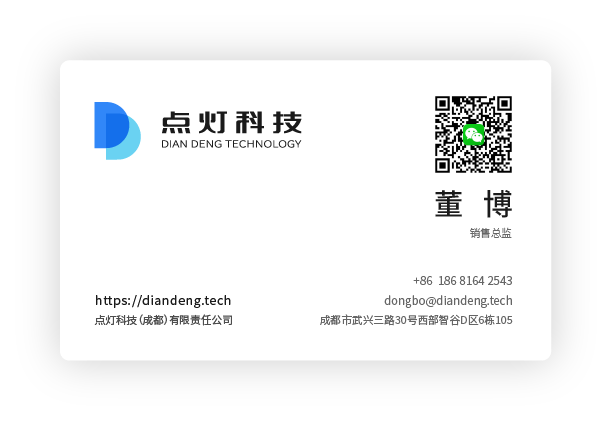 点灯科技
DIAN DENG TECHNOLOGY
董 博
销售总监
+86 186 8164 2543
dongbo@diandeng.tech
成都市武兴三路30号西部智谷D区6栋105
https://diandeng.tech
点灯科技(成都)有限责任公司